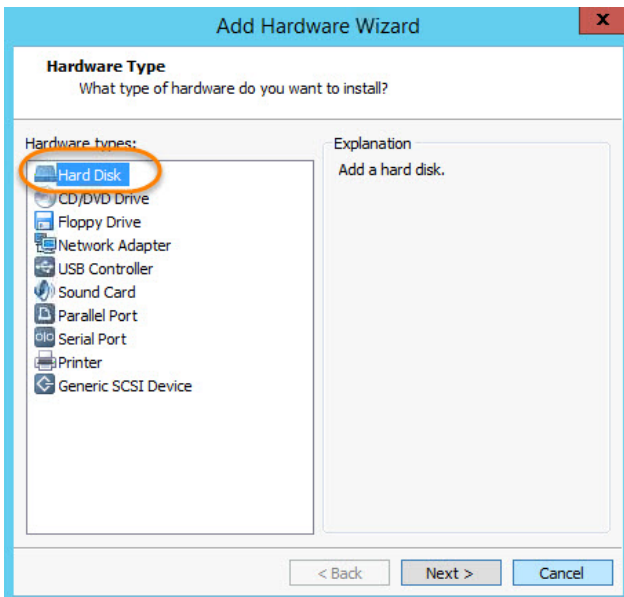 Add Hardware Wizard
x
Hardware Type
What type of hardware do you want to install?
Hardware types:
Explanation
Hard Disk
Add a hard disk.
CD/DVD Drive
Floppy Drive
Network Adapter
USB Controller
Sound Card
Parallel Port
Serial Port
Printer
Generic SCSI Device
< Back
Next >
Cancel